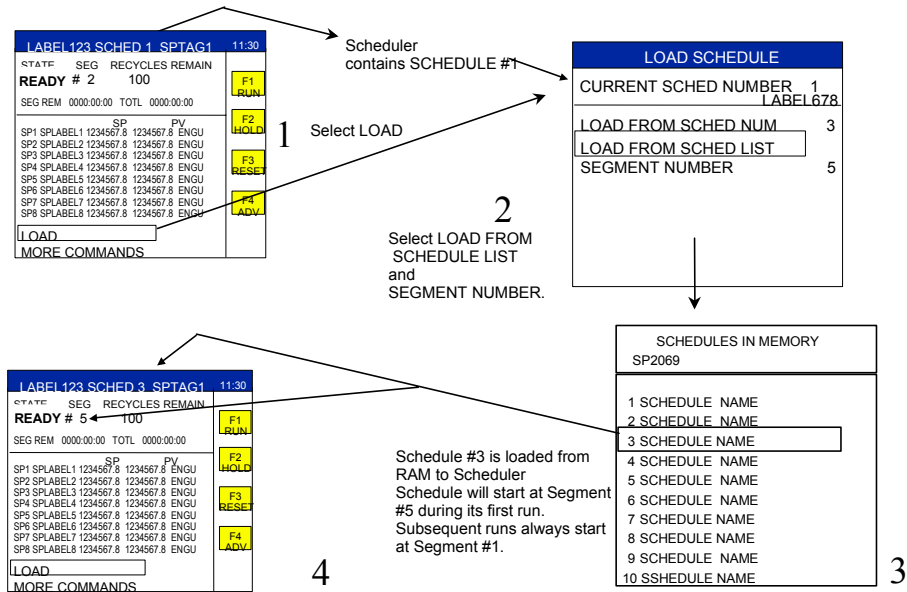 LABEL123 SCHED 1 SPTAG1 11:30
STATE SEG RECYCLES REMAIN
READY # 2 100
SEG REM 0000:00:00 TOTL 0000:00:00
SP PV
SP1 SPLABEL1 1234567.8 1234567.8 ENGU
SP2 SPLABEL2 1234567.8 1234567.8 ENGU
SP3 SPLABEL3 1234567.8 1234567.8 ENGU
SP4 SPLABEL4 1234567.8 1234567.8 ENGU
SP5 SPLABEL5 1234567.8 1234567.8 ENGU
SP6 SPLABEL6 1234567.8 1234567.8 ENGU
SP7 SPLABEL7 1234567.8 1234567.8 ENGU
SP8 SPLABEL8 1234567.8 1234567.8 ENGU
LOAD
MORE COMMANDS
F1
RUN
F2
HOLD
F3
RESET
F4
ADV
1
Scheduler
contains SCHEDULE #1
Select LOAD
2
Select LOAD FROM
SCHEDULE LIST
and
SEGMENT NUMBER.
LOAD SCHEDULE
CURRENT SCHED NUMBER 1
LABEL678
LOAD FROM SCHED NUM 3
LOAD FROM SCHED LIST
SEGMENT NUMBER 5
SCHEDULES IN MEMORY
SP2069
1 SCHEDULE NAME
2 SCHEDULE NAME
3 SCHEDULE NAME
4 SCHEDULE NAME
5 SCHEDULE NAME
6 SCHEDULE NAME
7 SCHEDULE NAME
8 SCHEDULE NAME
9 SCHEDULE NAME
10 SSHEDULE NAME
3
Schedule #3 is loaded from
RAM to Scheduler
Schedule will start at Segment
#5 during its first run.
Subsequent runs always start
at Segment #1.
LABEL123 SCHED 3 SPTAG1 11:30
STATE SEG RECYCLES REMAIN
READY # 5 100
SEG REM 0000:00:00 TOTL 0000:00:00
SP PV
SP1 SPLABEL1 1234567.8 1234567.8 ENGU
SP2 SPLABEL2 1234567.8 1234567.8 ENGU
SP3 SPLABEL3 1234567.8 1234567.8 ENGU
SP4 SPLABEL4 1234567.8 1234567.8 ENGU
SP5 SPLABEL5 1234567.8 1234567.8 ENGU
SP6 SPLABEL6 1234567.8 1234567.8 ENGU
SP7 SPLABEL7 1234567.8 1234567.8 ENGU
SP8 SPLABEL8 1234567.8 1234567.8 ENGU
LOAD
MORE COMMANDS
F1
RUN
F2
HOLD
F3
RESET
F4
ADV
4